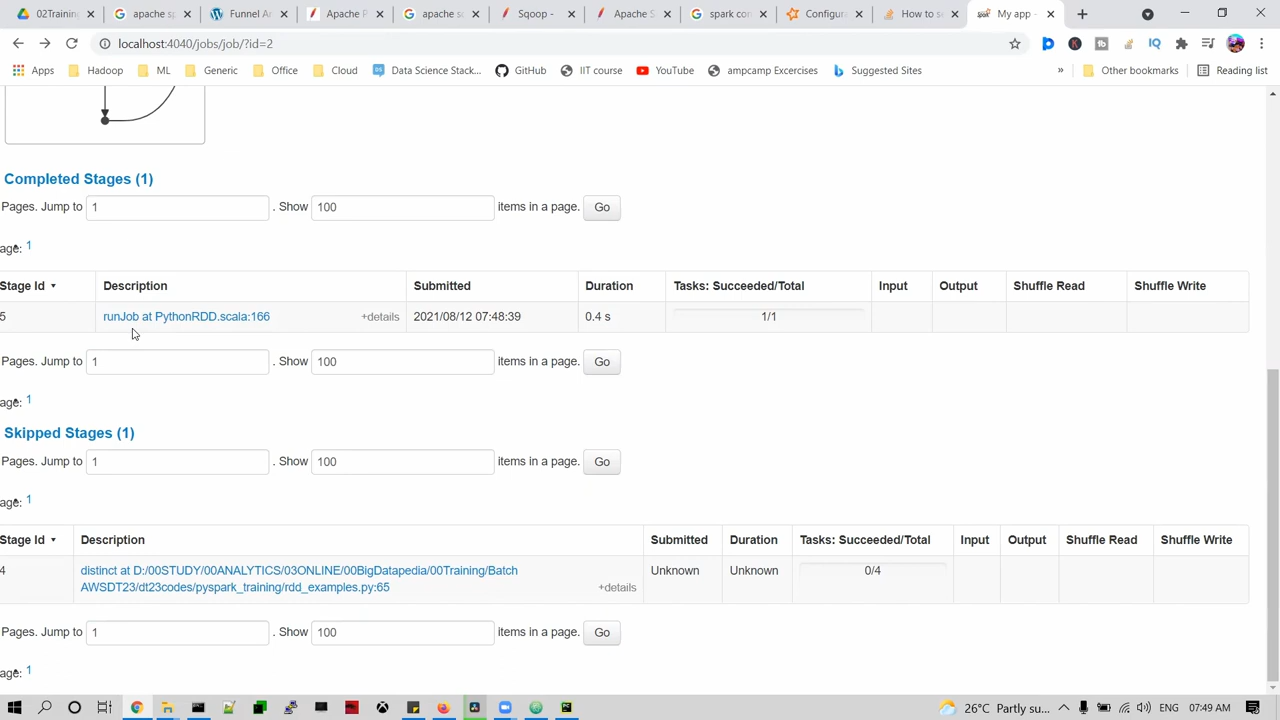 02Training
apache sp
Funnel An
Apache P
apache sc
Sqoop -
Apache S
spark con
Configura
How to se
My app -
localhost:4040/jobs/job/?id=2
Apps
Hadoop
ML
Generic
Office
Cloud
Data Science Stack...
GitHub
IIT course
YouTube
ampcamp Excercises
Suggested Sites
»
Other bookmarks
Reading list
Completed Stages (1)
Pages. Jump to 1 . Show 100 items in a page. Go
age: 1
Stage Id ▾ Description Submitted Duration Tasks: Succeeded/Total Input Output Shuffle Read Shuffle Write
5 runJob at PythonRDD.scala:166 +details 2021/08/12 07:48:39 0.4 s 1/1
Pages. Jump to 1 . Show 100 items in a page. Go
age: 1
Skipped Stages (1)
Pages. Jump to 1 . Show 100 items in a page. Go
age: 1
Stage Id ▾ Description Submitted Duration Tasks: Succeeded/Total Input Output Shuffle Read Shuffle Write
4 distinct at D:/00STUDY/00ANALYTICS/03ONLINE/00BigDatapedia/00Training/Batch Unknown Unknown 0/4
AWSDT23/dt23codes/pyspark_training/rdd_examples.py:65 +details
Pages. Jump to 1 . Show 100 items in a page. Go
age: 1
26°C Partly su... ENG 07:49 AM